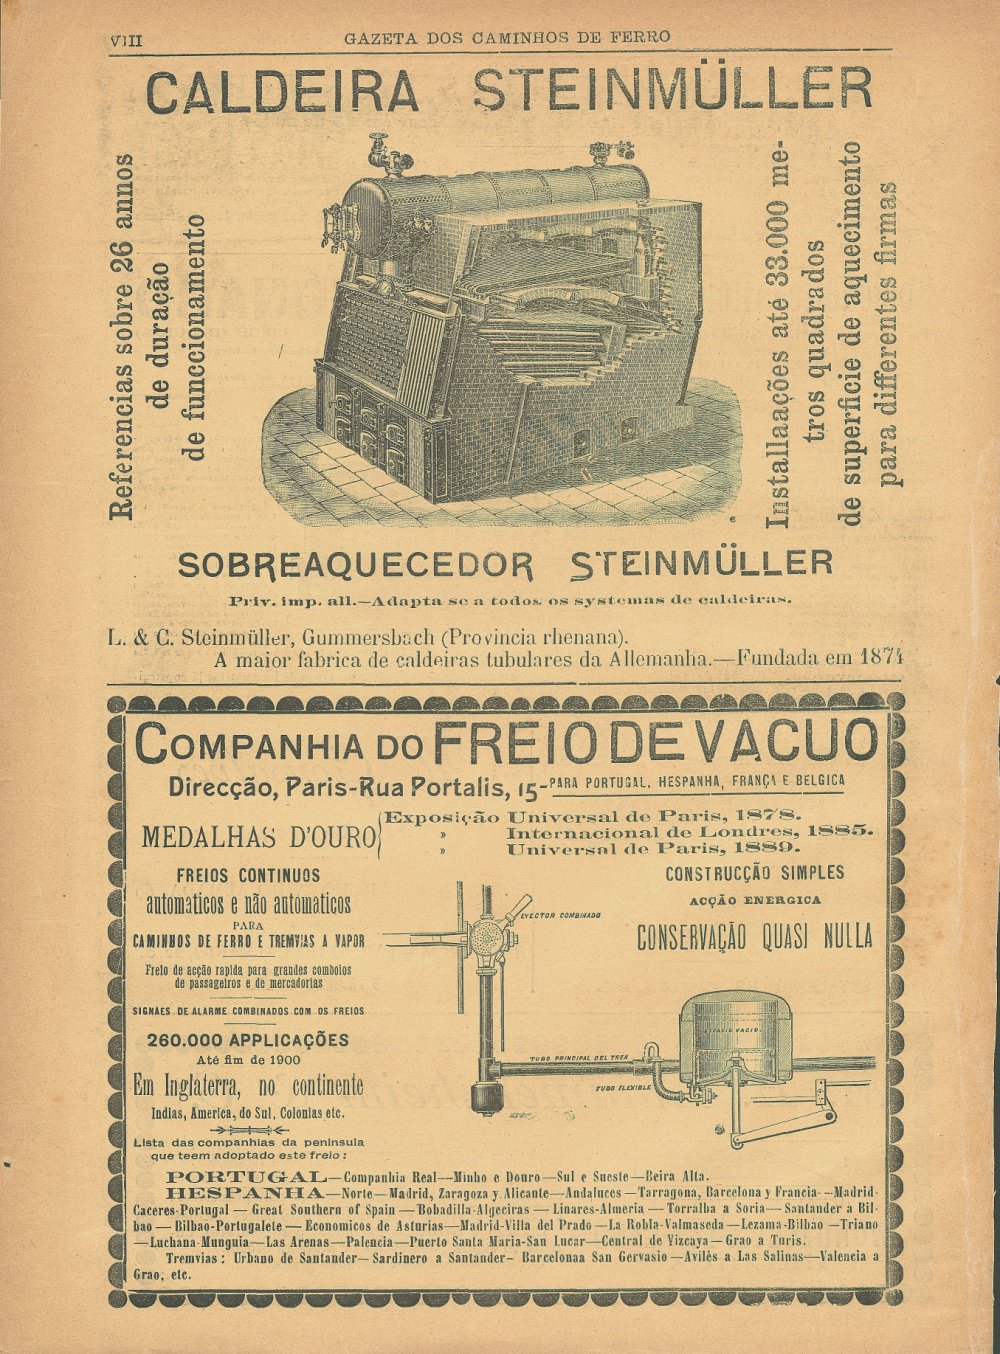 VIII
GAZETA DOS CAMINHOS DE FERRO
CALDEIRA STEINMÜLLER
Referencias sobre 26 annos
de duração
de funccionamento
Installaações até 33.000 me-
tros quadrados
de superficie de aquecimento
para differentes firmas
SOBREAQUECEDOR STEINMÜLLER
Priv. imp. all.—Adapta se a todos os systemas de caldeiras.
L. & C. Steinmüller, Gummersbach (Provincia rhenana).
A maior fabrica de caldeiras tubulares da Allemanha.—Fundada em 1874
COMPANHIA DO FREIO DE VACUO
Direcção, Paris-Rua Portalis, 15-PARA PORTUGAL, HESPANHA, FRANÇA E BELGICA
MEDALHAS D'OURO
Exposição Universal de Paris, 1878.
» Internacional de Londres, 1885.
» Universal de Paris, 1889.
FREIOS CONTINUOS
automaticos e não automaticos
PARA
CAMINHOS DE FERRO E TREMVIAS A VAPOR
Freio de acção rapida para grandes comboios
de passageiros e de mercadorias
SIGNAES DE ALARME COMBINADOS COM OS FREIOS
260.000 APPLICAÇÕES
Até fim de 1900
Em Inglaterra, no continente
Indias, America, do Sul, Colonias etc.
Lista das companhias da peninsula
que teem adoptado este freio:
CONSTRUCÇÃO SIMPLES
ACÇÃO ENERGICA
CONSERVAÇÃO QUASI NULLA
EYECTOR COMBINADO
ESPACIO VACIO.
TUBO PRINCIPAL DEL TREN
TUBO FLEXIBLE
PORTUGAL—Companhia Real—Minho e Douro—Sul e Sueste—Beira Alta.
HESPANHA—Norte—Madrid, Zaragoza y Alicante—Andaluces—Tarragona, Barcelona y Francia--Madrid-
Caceres-Portugal — Great Southern of Spain — Bobadilla-Algeciras — Linares-Almeria — Torralba a Soria— Santander a Bil-
bao — Bilbao-Portugalete — Economicos de Asturias—Madrid-Villa del Prado —La Robla-Valmaseda—Lezama-Bilbao —Triano
—Luchana-Munguia—Las Arenas—Palencia—Puerto Santa Maria-San Lucar—Central de Vizcaya— Grao a Turis.
Tremvias: Urbano de Santander— Sardinero a Santander- Barcelonaa San Gervasio—Avilés a Las Salinas—Valencia a
Grao, etc.